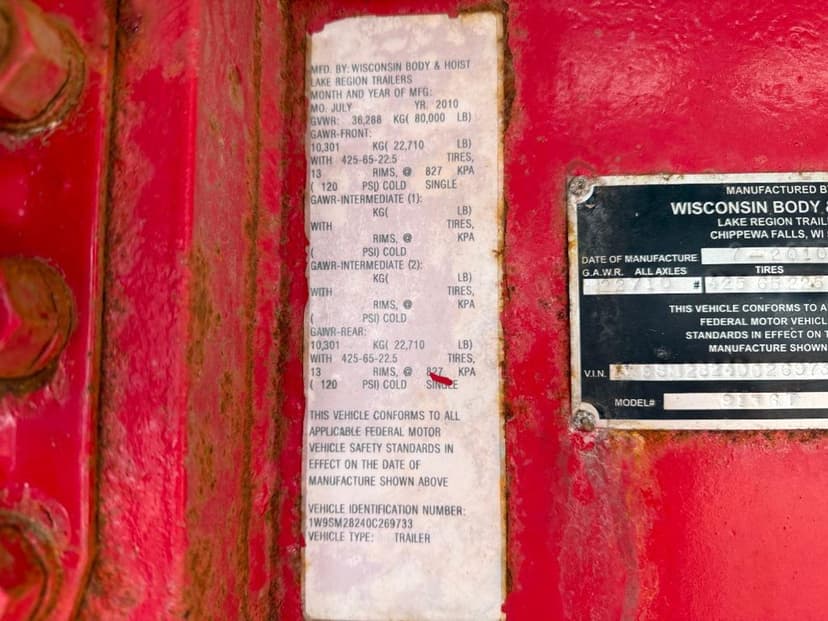 MFD. BY: WISCONSIN BODY & HOIST
LAKE REGION TRAILERS
MONTH AND YEAR OF MFG:
MO. JULY YR. 2010
GVWR: 36,288 KG( 80,000 LB)
GAWR-FRONT:
10,301 KG( 22,710 LB)
WITH 425-65-22.5 TIRES,
13 RIMS, @ 827 KPA
( 120 PSI) COLD SINGLE
GAWR-INTERMEDIATE (1):
KG( LB)
WITH TIRES,
RIMS, @ KPA
( PSI) COLD
GAWR-INTERMEDIATE (2):
KG( LB)
WITH TIRES,
RIMS, @ KPA
( PSI) COLD
GAWR-REAR:
10,301 KG( 22,710 LB)
WITH 425-65-22.5 TIRES,
13 RIMS, @ 827 KPA
( 120 PSI) COLD SINGLE
THIS VEHICLE CONFORMS TO ALL
APPLICABLE FEDERAL MOTOR
VEHICLE SAFETY STANDARDS IN
EFFECT ON THE DATE OF
MANUFACTURE SHOWN ABOVE
VEHICLE IDENTIFICATION NUMBER:
1W9SM28240C269733
VEHICLE TYPE: TRAILER
MANUFACTURED B
WISCONSIN BODY &
LAKE REGION TRAIL
CHIPPEWA FALLS, WI
DATE OF MANUFACTURE 7-2010
G.A.W.R. ALL AXLES TIRES
22710 # 425 65225
THIS VEHICLE CONFORMS TO A
FEDERAL MOTOR VEHICL
STANDARDS IN EFFECT ON T
MANUFACTURE SHOWN
V.I.N.
MODEL#